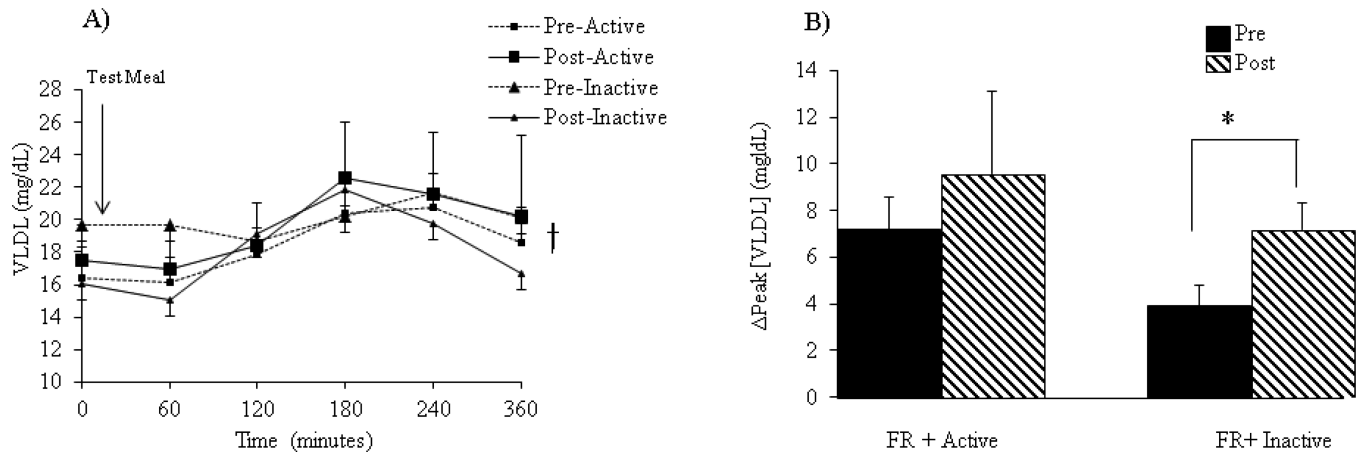 A)
Pre-Active
Post-Active
Pre-Inactive
Post-Inactive
Test Meal
VLDL (mg/dL)
28
26
24
22
20
18
16
14
12
10
0 60 120 180 240 360
Time (minutes)
†
B)
Pre
Post
ΔPeak [VLDL] (mgldL)
14
12
10
8
6
4
2
0
*
FR + Active
FR+ Inactive